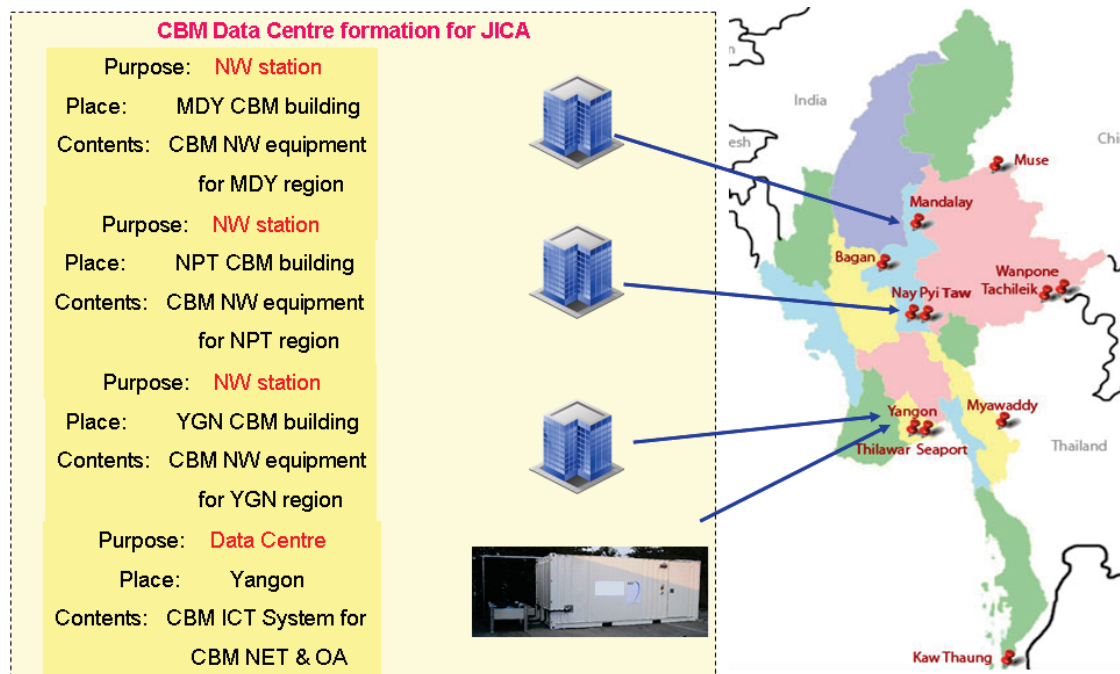 CBM Data Centre formation for JICA
Purpose: NW station
Place: MDY CBM building
Contents: CBM NW equipment
for MDY region
Purpose: NW station
Place: NPT CBM building
Contents: CBM NW equipment
for NPT region
Purpose: NW station
Place: YGN CBM building
Contents: CBM NW equipment
for YGN region
Purpose: Data Centre
Place: Yangon
Contents: CBM ICT System for
CBM NET & OA
India
esh
Chi
Muse
Mandalay
Bagan
Wanpone
Tachileik
Nay Pyi Taw
Yangon
Myawaddy
Thilawar Seaport
Thailand
Kaw Thaung